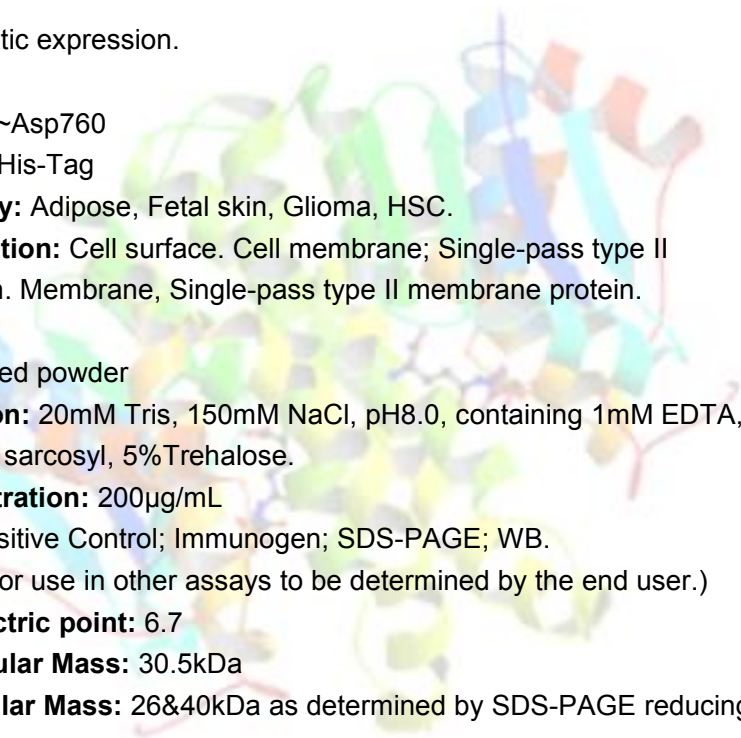 tic expression.
~Asp760
His-Tag
y: Adipose, Fetal skin, Glioma, HSC.
tion: Cell surface. Cell membrane; Single-pass type II
n. Membrane, Single-pass type II membrane protein.
ed powder
on: 20mM Tris, 150mM NaCl, pH8.0, containing 1mM EDTA,
sarcosyl, 5%Trehalose.
tration: 200µg/mL
sitive Control; Immunogen; SDS-PAGE; WB.
or use in other assays to be determined by the end user.)
ctric point: 6.7
ular Mass: 30.5kDa
lar Mass: 26&40kDa as determined by SDS-PAGE reducing